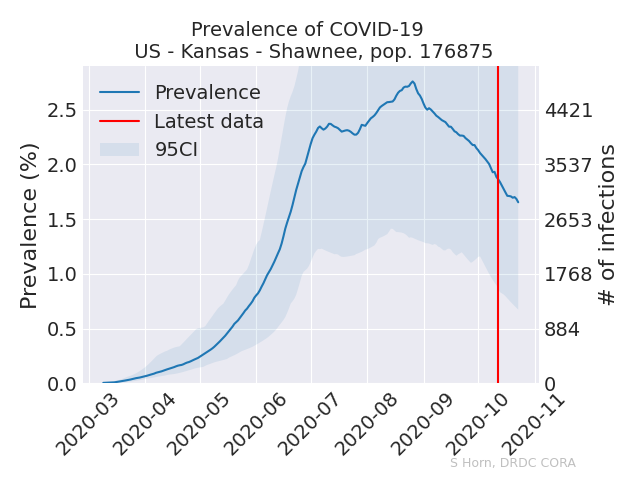 Prevalence of COVID-19
US - Kansas - Shawnee, pop. 176875
Prevalence
Latest data
95CI
Prevalence (%)
2.5
2.0
1.5
1.0
0.5
0.0
4421
3537
2653
1768
884
0
# of infections
2020-03
2020-04
2020-05
2020-06
2020-07
2020-08
2020-09
2020-10
2020-11
S Horn, DRDC CORA